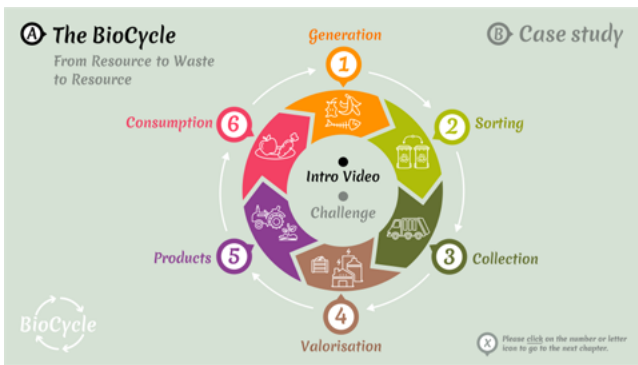 A The BioCycle
From Resource to Waste
to Resource
B Case study
Generation
1
2 Sorting
3 Collection
4
Valorisation
Products 5
Consumption 6
Intro Video
Challenge
BioCycle
X Please click on the number or letter
icon to go to the next chapter.